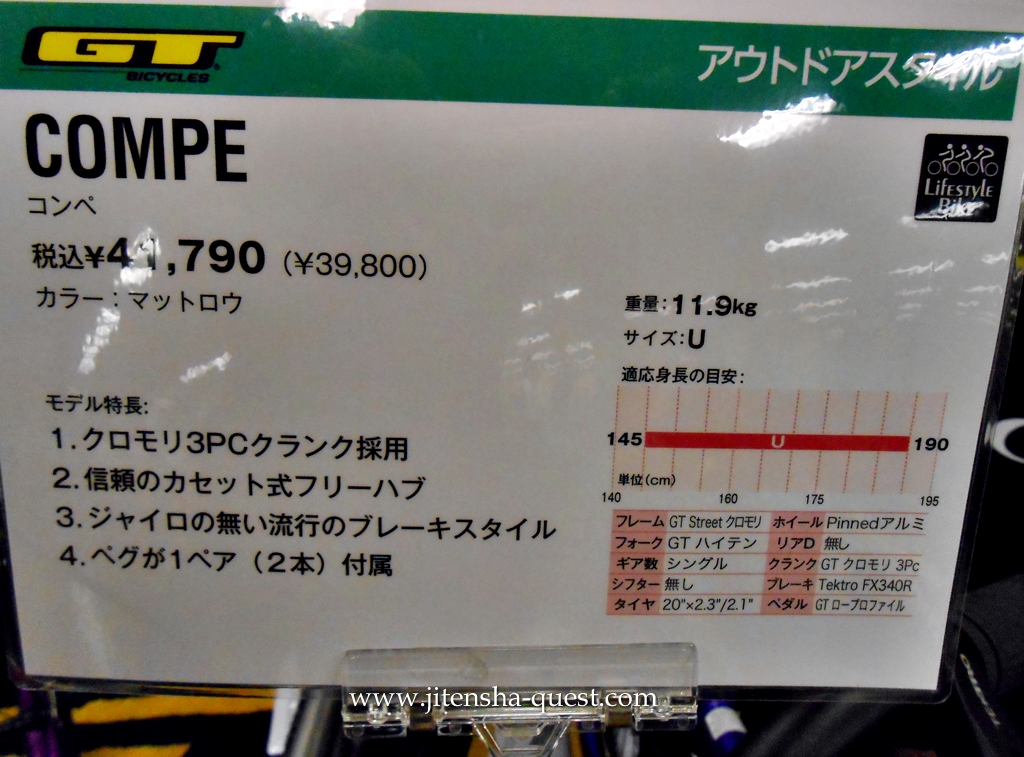 GT
BICYCLES
アウトドアスタイル
COMPE
コンペ
Lifestyle
Bike
税込¥41,790 (¥39,800)
カラー：マットロウ
重量：11.9kg
サイズ：U
適応身長の目安：
145 U 190
単位(cm)
140 160 175 195
モデル特長：
1.クロモリ3PCクランク採用
2.信頼のカセット式フリーハブ
3.ジャイロの無い流行のブレーキスタイル
4.ペグが1ペア（2本）付属
フレーム GT Street クロモリ ホイール Pinnedアルミ
フォーク GT ハイテン リアD 無し
ギア数 シングル クランク GT クロモリ 3Pc
シフター 無し ブレーキ Tektro FX340R
タイヤ 20"×2.3"/2.1" ペダル GT ロープロファイル
www.jitensha-quest.com